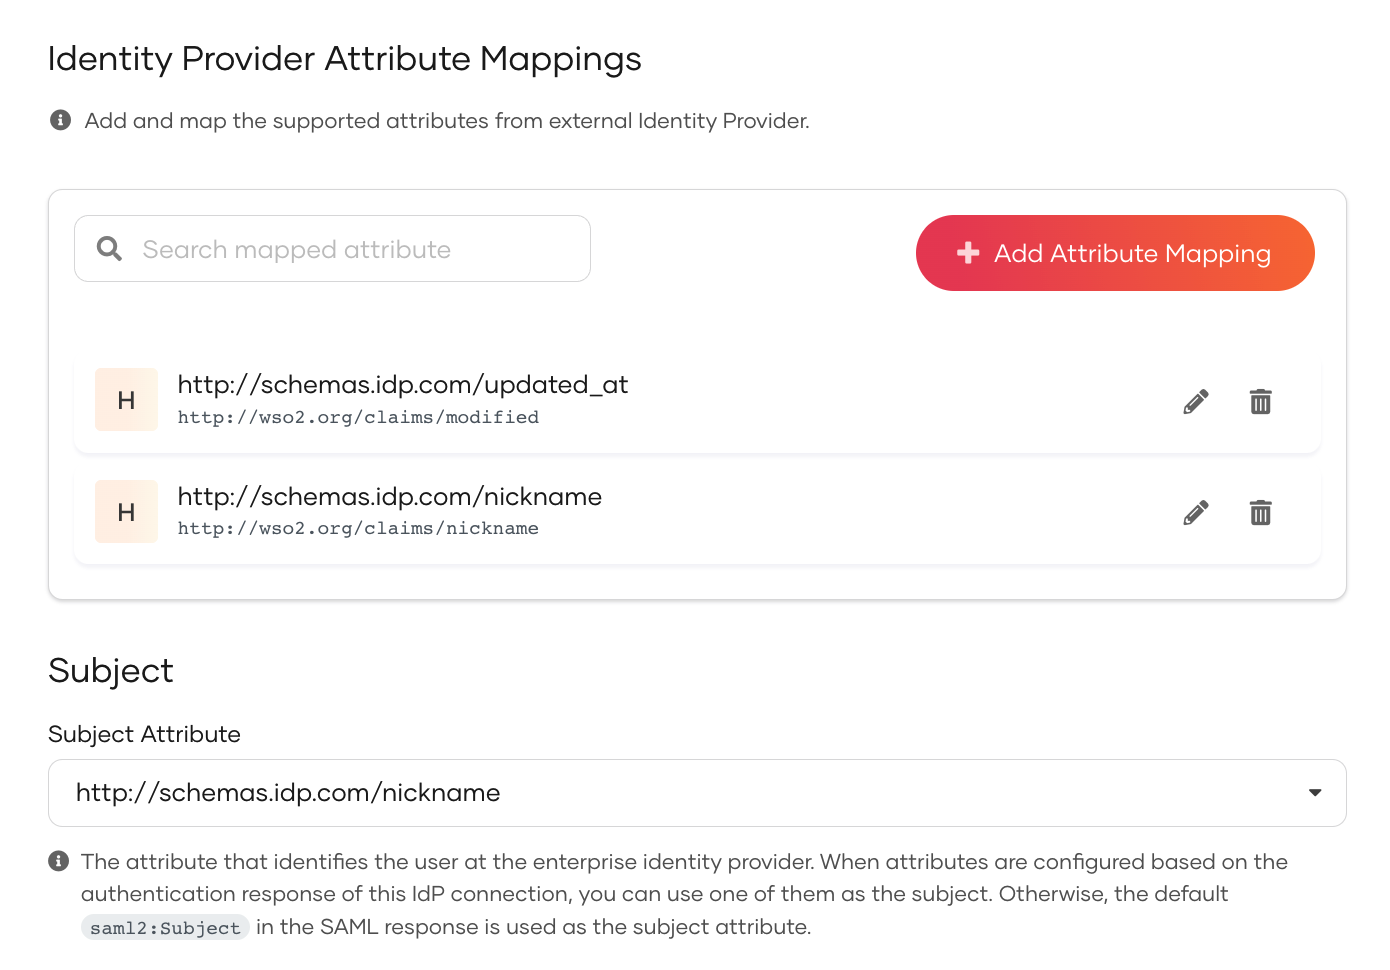 Identity Provider Attribute Mappings
Add and map the supported attributes from external Identity Provider.
Search mapped attribute
Add Attribute Mapping
H
http://schemas.idp.com/updated_at
http://wso2.org/claims/modified
H
http://schemas.idp.com/nickname
http://wso2.org/claims/nickname
Subject
Subject Attribute
http://schemas.idp.com/nickname
The attribute that identifies the user at the enterprise identity provider. When attributes are configured based on the
authentication response of this IdP connection, you can use one of them as the subject. Otherwise, the default
saml2:Subject in the SAML response is used as the subject attribute.